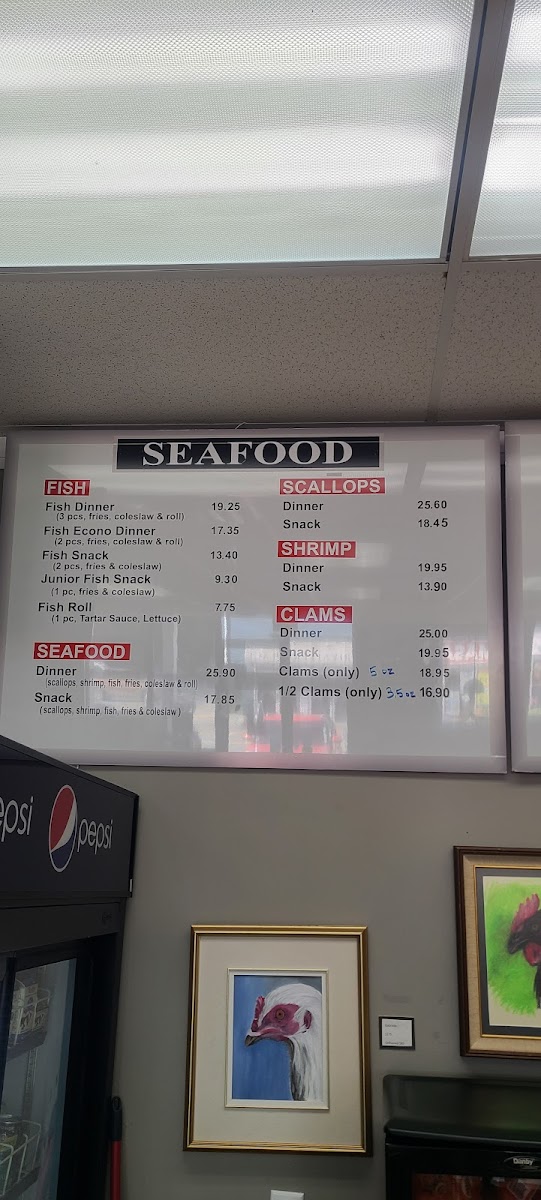 SEAFOOD
FISH
Fish Dinner 19.25
(3 pcs, fries, coleslaw & roll)
Fish Econo Dinner 17.35
(2 pcs, fries, coleslaw & roll)
Fish Snack 13.40
(2 pcs, fries & coleslaw)
Junior Fish Snack 9.30
(1 pc, fries & coleslaw)
Fish Roll 7.75
(1 pc, Tartar Sauce, Lettuce)
SEAFOOD
Dinner 25.90
(scallops, shrimp, fish, fries, coleslaw & roll)
Snack 17.85
(scallops, shrimp, fish, fries & coleslaw)
SCALLOPS
Dinner 25.60
Snack 18.45
SHRIMP
Dinner 19.95
Snack 13.90
CLAMS
Dinner 25.00
Snack 19.95
Clams (only) 5 oz 18.95
1/2 Clams (only) 3.5 oz 16.90
epsi pepsi
Danby